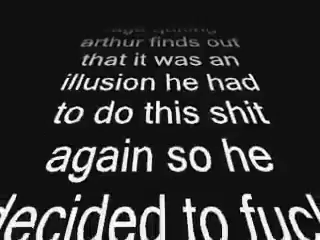 arthur finds out
that it was an
illusion he had
to do this shit
again so he
decided to fuc